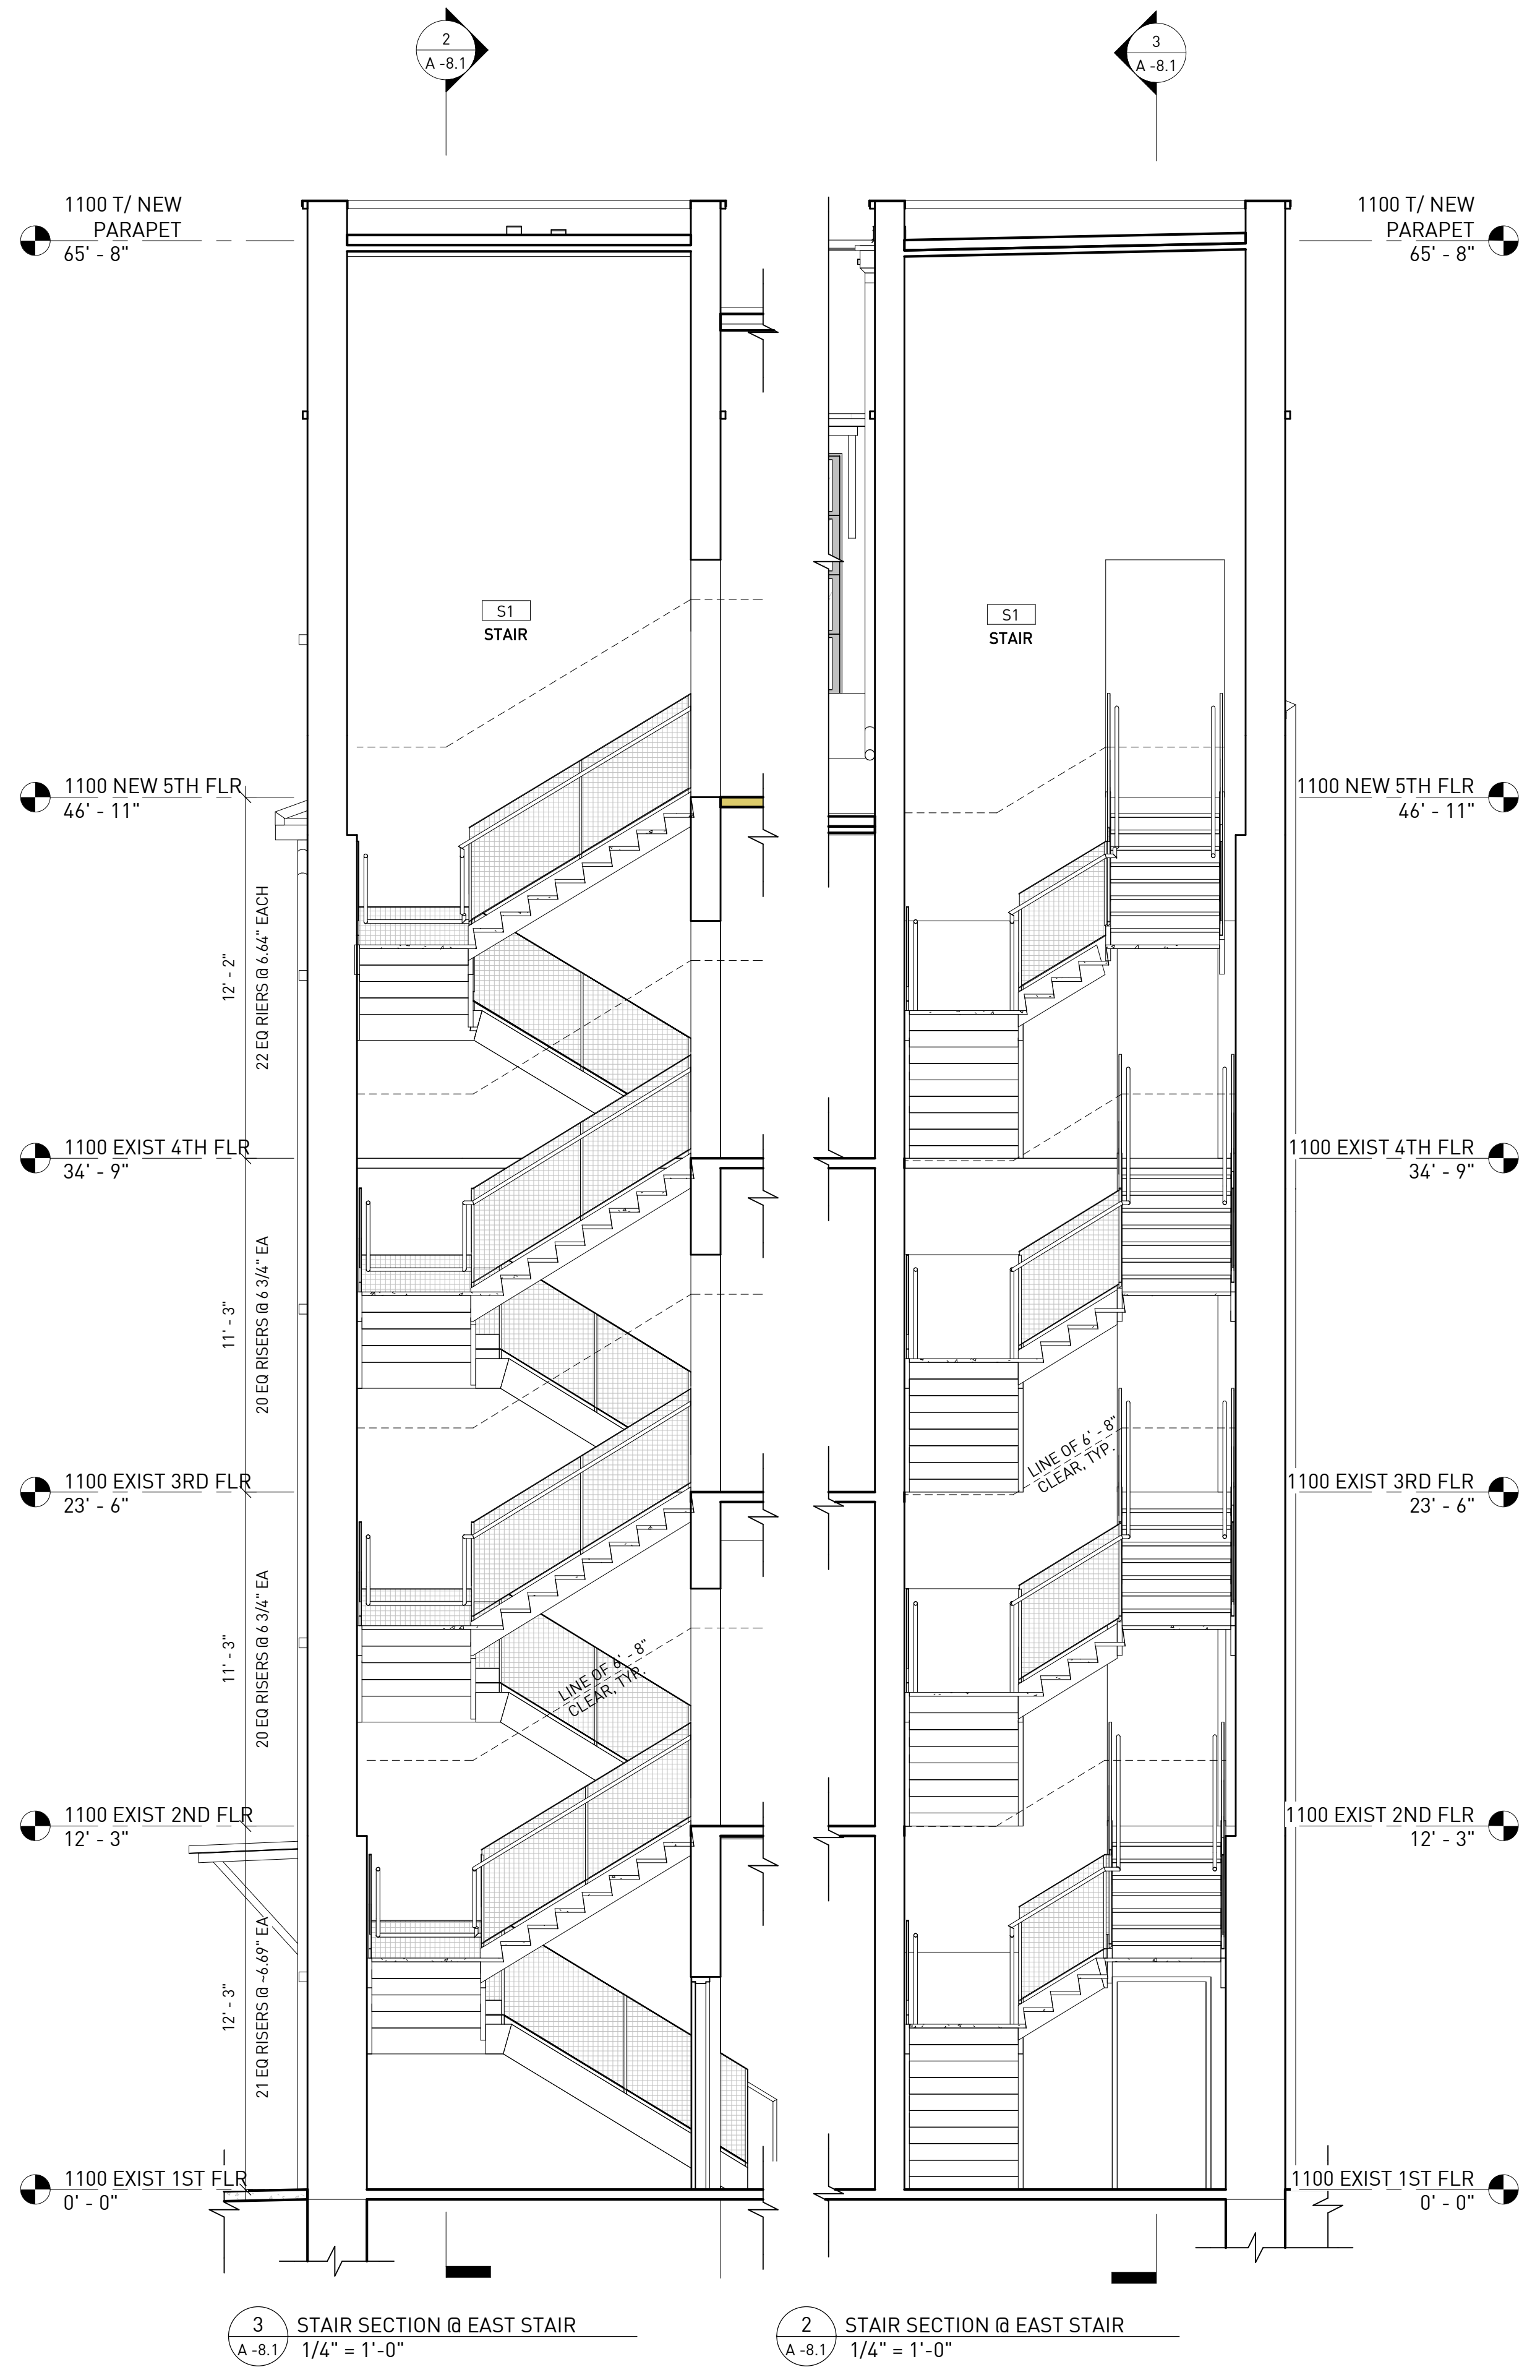 2
A -8.1
3
A -8.1
1100 T/ NEW
PARAPET
65' - 8"
1100 T/ NEW
PARAPET
65' - 8"
S1
STAIR
S1
STAIR
1100 NEW 5TH FLR
46' - 11"
1100 NEW 5TH FLR
46' - 11"
12' - 2"
22 EQ RIERS @ 6.64" EACH
1100 EXIST 4TH FLR
34' - 9"
1100 EXIST 4TH FLR
34' - 9"
11' - 3"
20 EQ RISERS @ 6 3/4" EA
LINE OF 6' - 8"
CLEAR, TYP.
1100 EXIST 3RD FLR
23' - 6"
1100 EXIST 3RD FLR
23' - 6"
11' - 3"
20 EQ RISERS @ 6 3/4" EA
LINE OF 6' - 8"
CLEAR, TYP.
1100 EXIST 2ND FLR
12' - 3"
1100 EXIST 2ND FLR
12' - 3"
12' - 3"
21 EQ RISERS @ ~6.69" EA
1100 EXIST 1ST FLR
0' - 0"
1100 EXIST 1ST FLR
0' - 0"
3
A -8.1
STAIR SECTION @ EAST STAIR
1/4" = 1'-0"
2
A -8.1
STAIR SECTION @ EAST STAIR
1/4" = 1'-0"